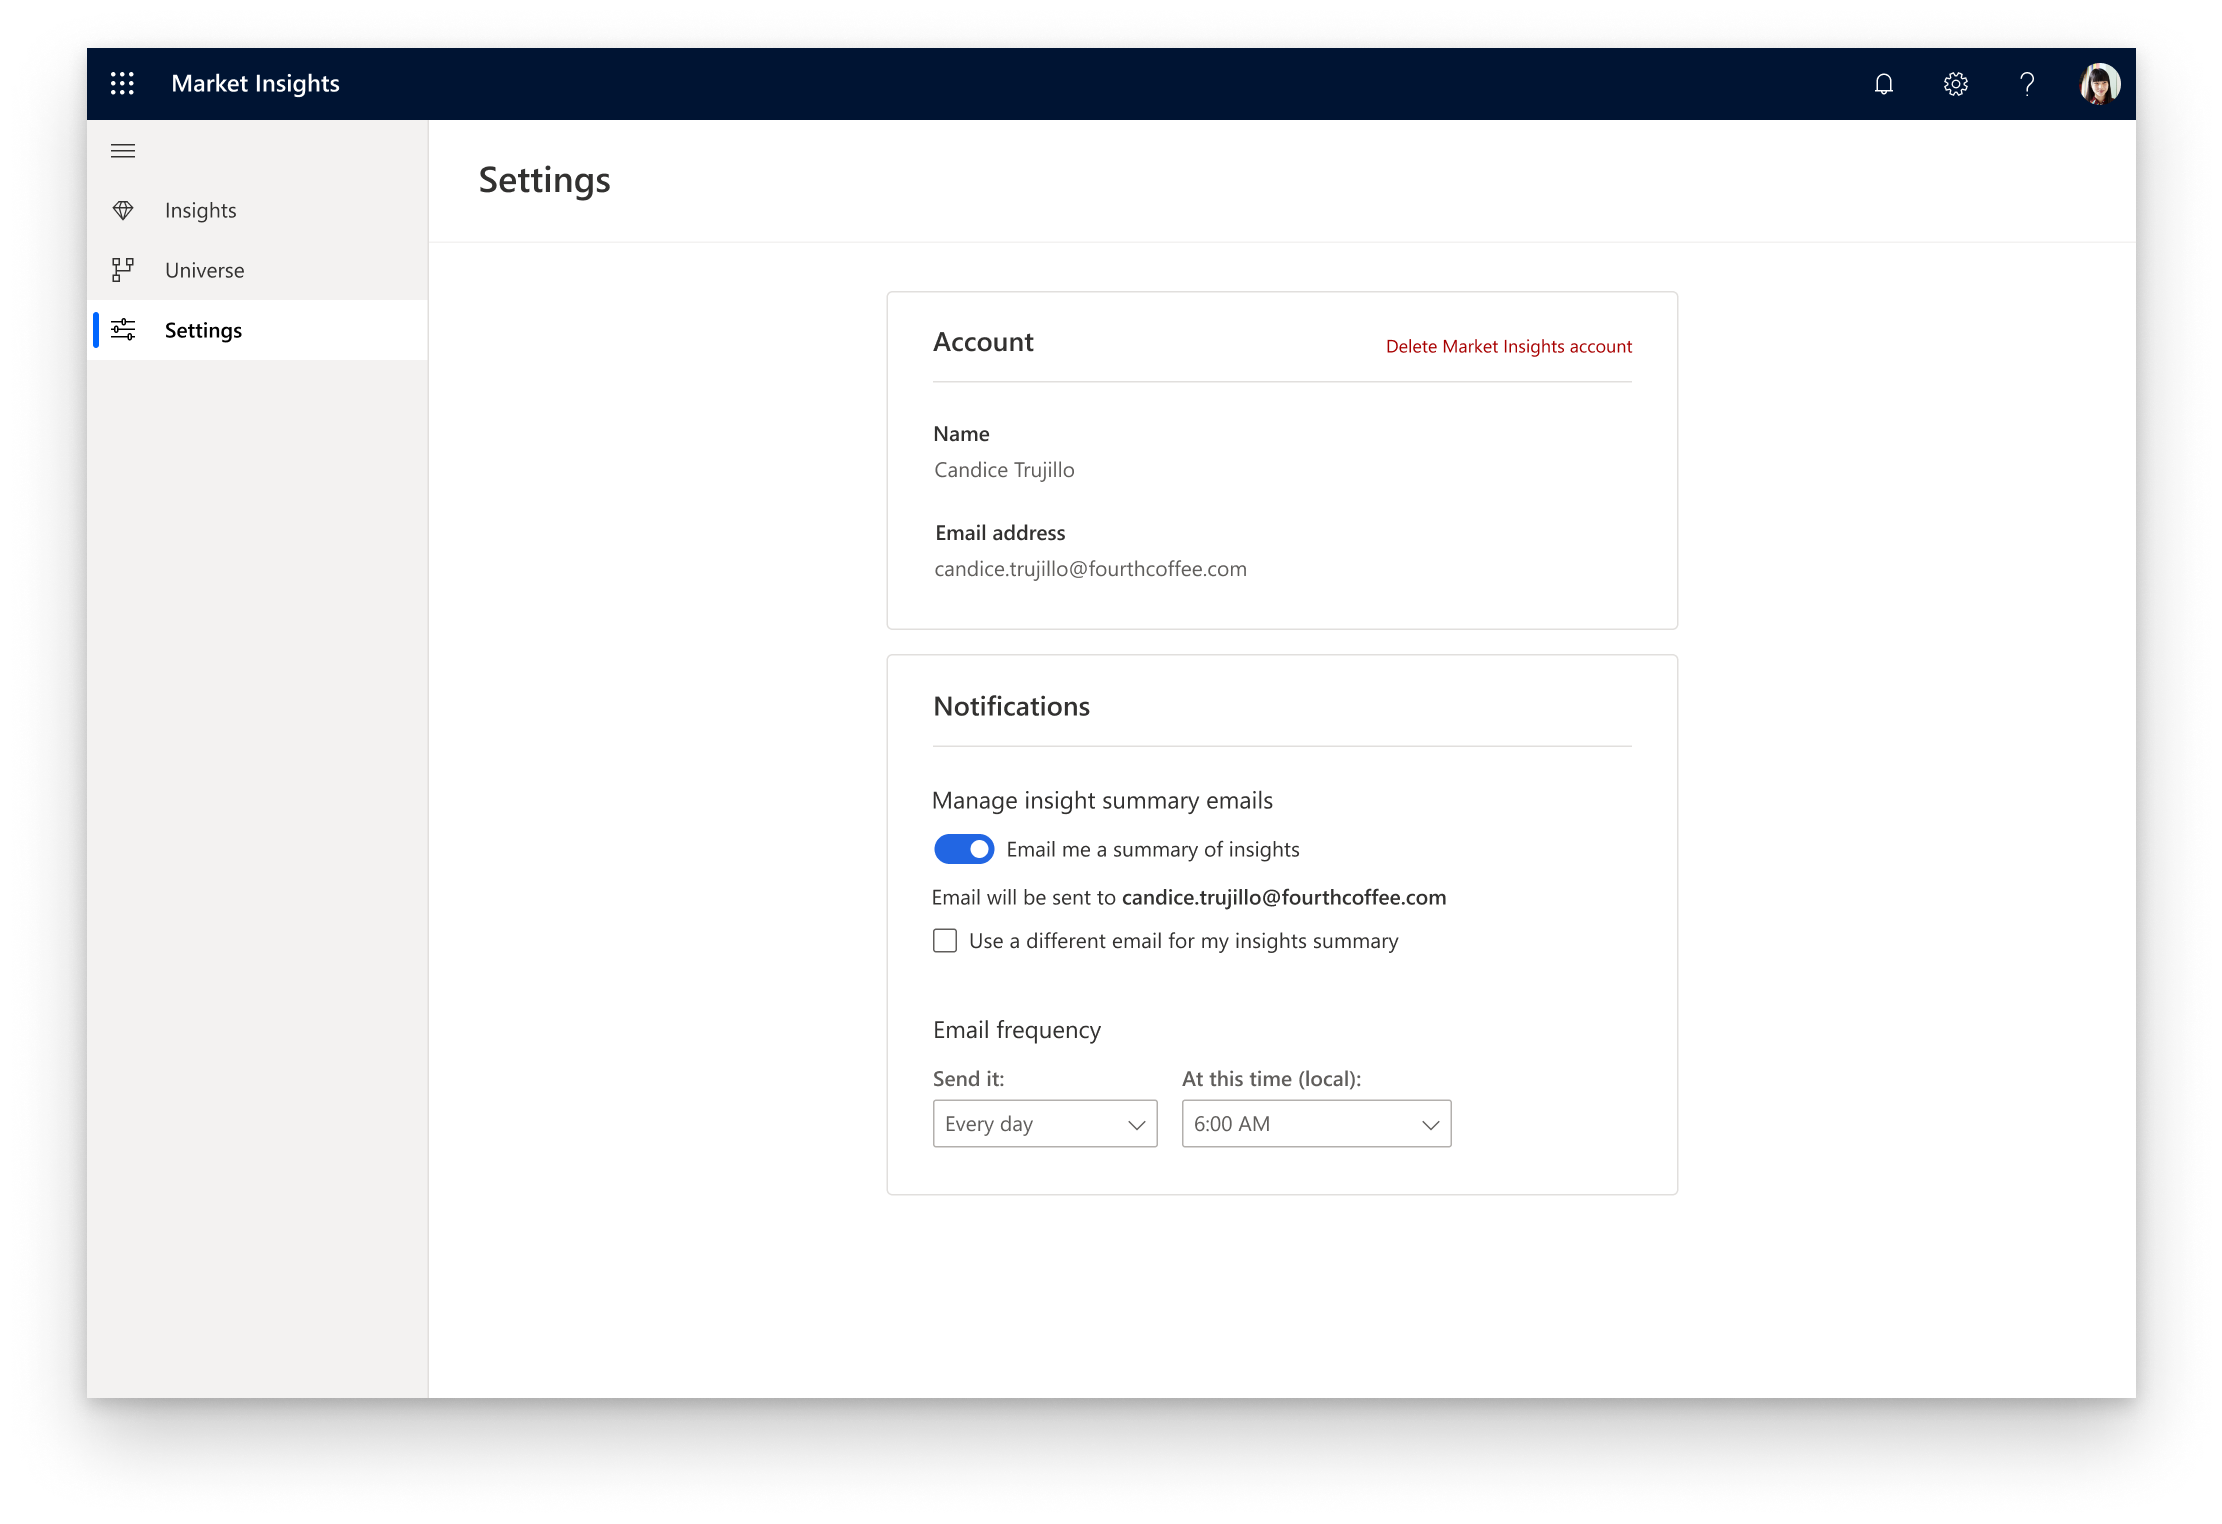 Market Insights
Insights
Universe
Settings
Settings
Account
Delete Market Insights account
Name
Candice Trujillo
Email address
candice.trujillo@fourthcoffee.com
Notifications
Manage insight summary emails
Email me a summary of insights
Email will be sent to candice.trujillo@fourthcoffee.com
Use a different email for my insights summary
Email frequency
Send it: At this time (local):
Every day 6:00 AM